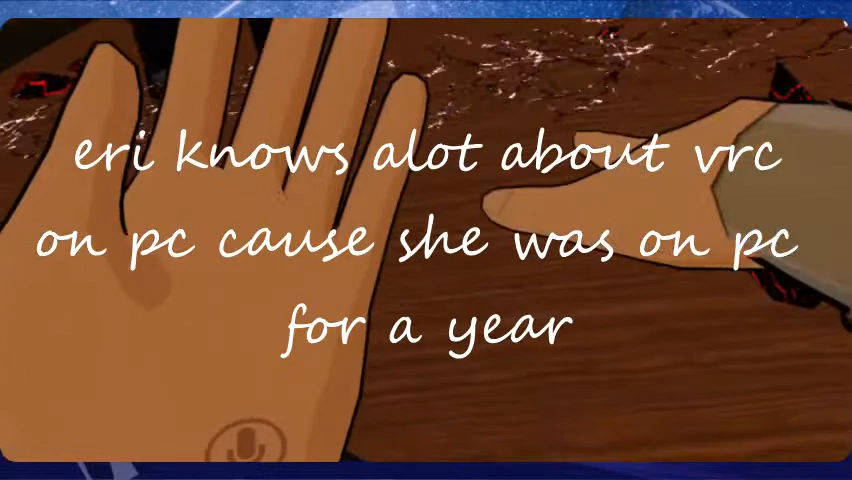 eri knows alot about vrc
on pc cause she was on pc
for a year